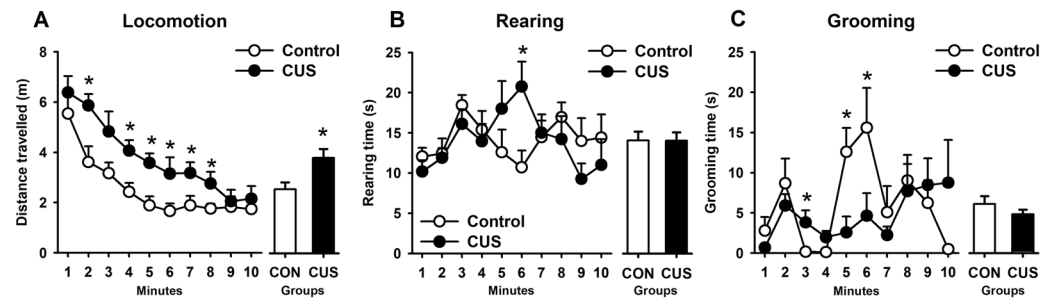 A
Locomotion
Control
CUS
Distance travelled (m)
8
6
4
2
0
* * * * * * *
*
1 2 3 4 5 6 7 8 9 10
CON CUS
Minutes
Groups
B
Rearing
Control
CUS
Rearing time (s)
25
20
15
10
5
0
*
Control
CUS
1 2 3 4 5 6 7 8 9 10
CON CUS
Minutes
Groups
C
Grooming
Control
CUS
Grooming time (s)
25
20
15
10
5
0
* * *
1 2 3 4 5 6 7 8 9 10
CON CUS
Minutes
Groups